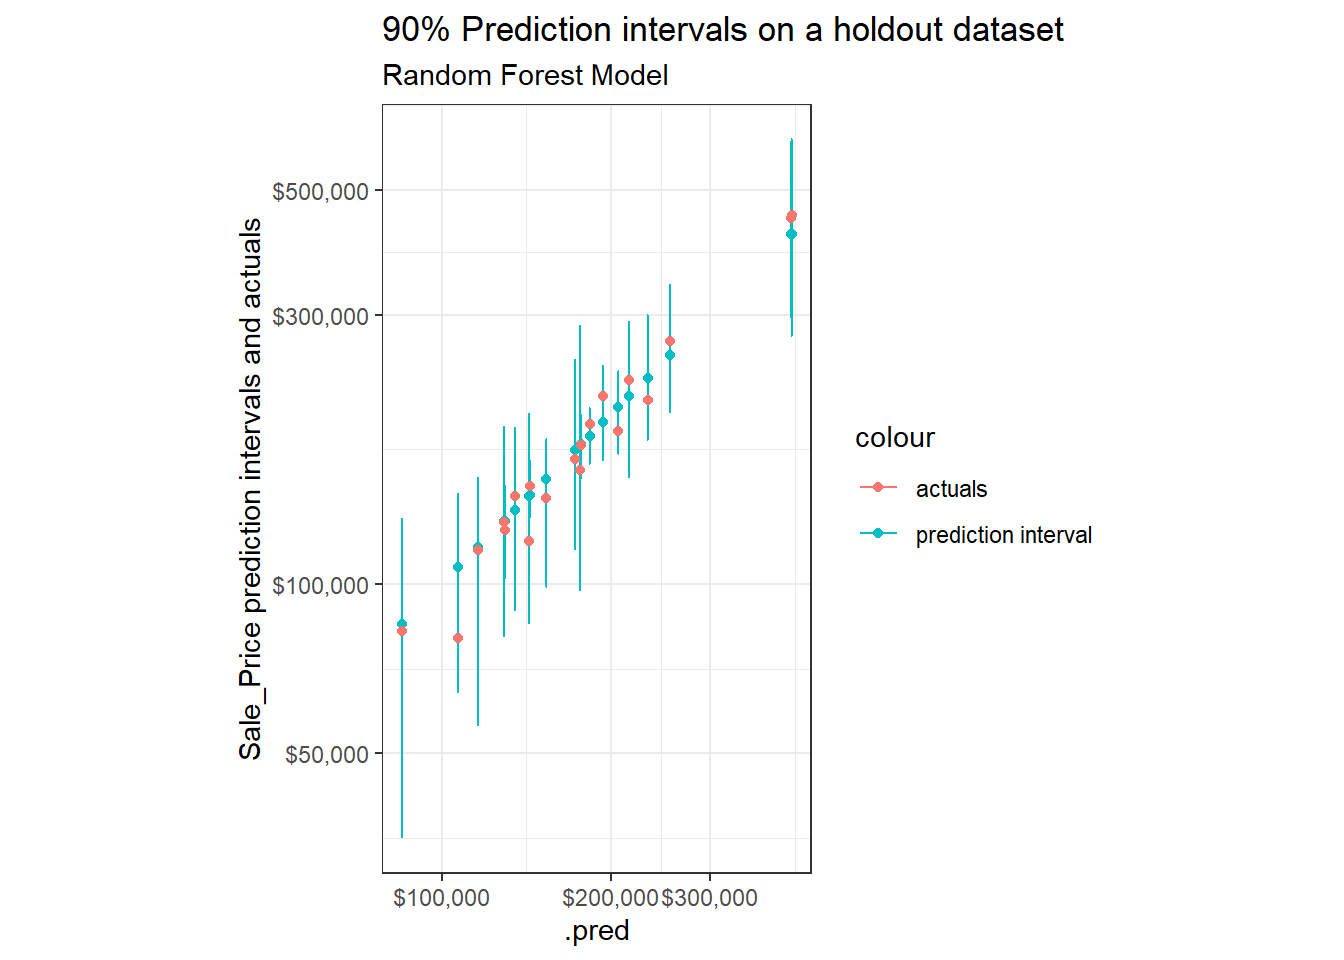 90% Prediction intervals on a holdout dataset
Random Forest Model
Sale_Price prediction intervals and actuals
$500,000
$300,000
$100,000
$50,000
$100,000
$200,000
$300,000
.pred
colour
actuals
prediction interval